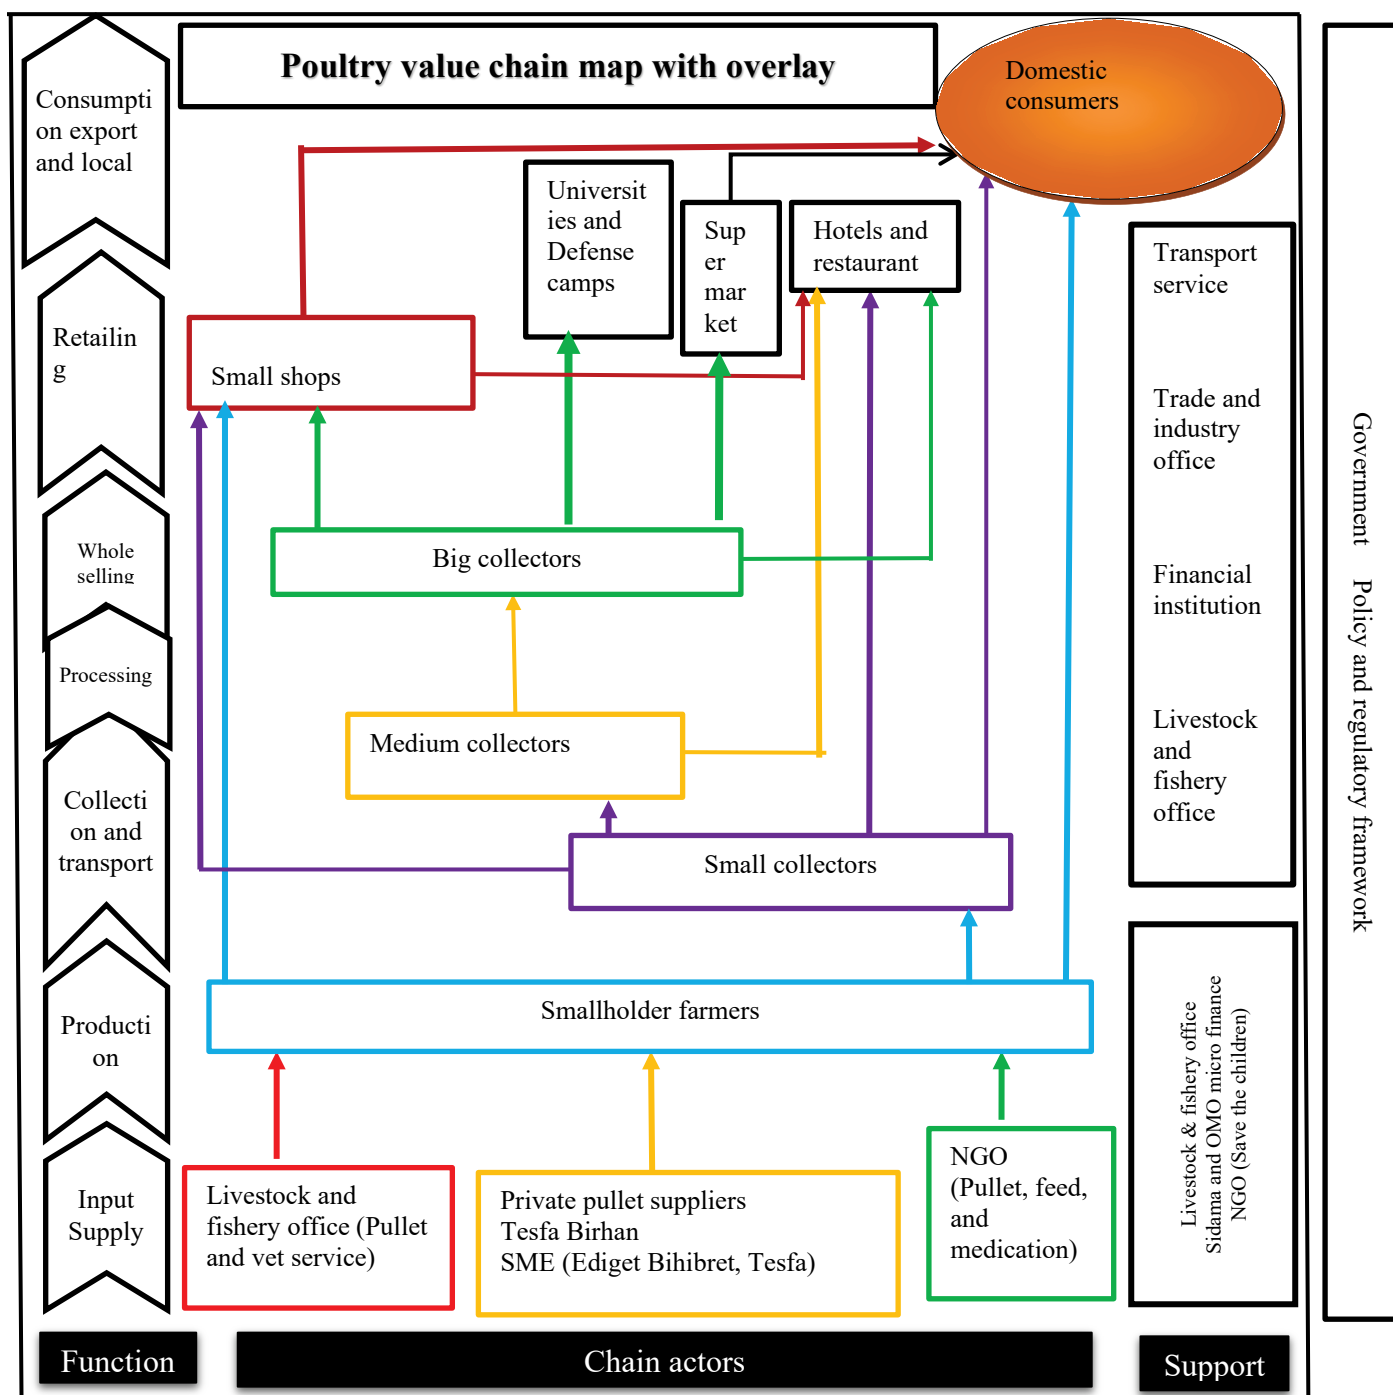 Poultry value chain map with overlay
Domestic
consumers
Consumpti
on export
and local
Universit
ies and
Defense
camps
Sup
er
mar
ket
Hotels and
restaurant
Transport
service
Retailin
g
Small shops
Trade and
industry
office
Whole
selling
Big collectors
Financial
institution
Processing
Medium collectors
Livestock
and
fishery
office
Collecti
on and
transport
Small collectors
Government Policy and regulatory framework
Producti
on
Smallholder farmers
Livestock & fishery office
Sidama and OMO micro finance
NGO (Save the children)
Input
Supply
Livestock and
fishery office (Pullet
and vet service)
Private pullet suppliers
Tesfa Birhan
SME (Ediget Bihibret, Tesfa)
NGO
(Pullet, feed,
and
medication)
Function
Chain actors
Support